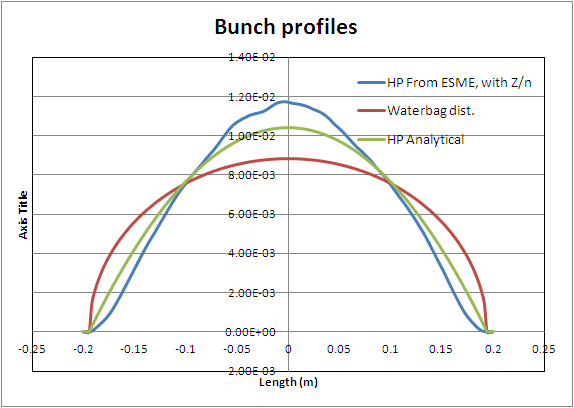 Bunch profiles
1.40E-02
1.20E-02
1.00E-02
8.00E-03
6.00E-03
4.00E-03
2.00E-03
0.00E+00
2.00E-03
Axis Title
HP From ESME, with Z/n
Waterbag dist.
HP Analytical
-0.25 -0.2 -0.15 -0.1 -0.05 0 0.05 0.1 0.15 0.2 0.25
Length (m)